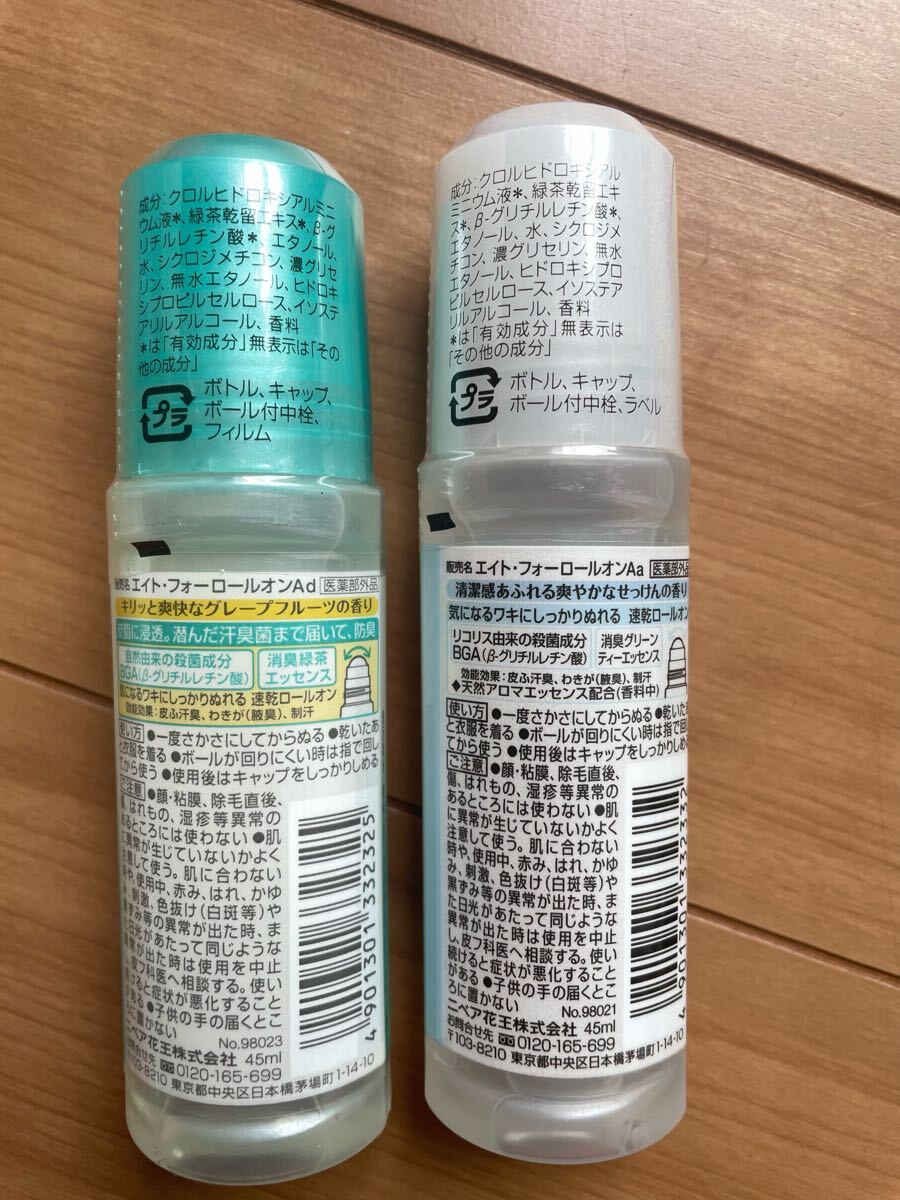 成分:クロルヒドロキシアルミニ
ウム液*、緑茶乾留エキス*、β-グ
リチルレチン酸*、エタノール、
水、シクロジメチコン、濃グリセ
リン、無水エタノール、ヒドロキ
シプロピルセルロース、イソステ
アリルアルコール、香料
*は「有効成分」無表示は「その
他の成分」
プラ
ボトル、キャップ、
ボール付中栓、
フィルム
販売名 エイト・フォーロールオンAd 医薬部外品
キリッと爽快なグレープフルーツの香り
皮脂に浸透。潜んだ汗臭菌まで届いて、防臭
自然由来の殺菌成分
BGA(β-グリチルレチン酸)
消臭緑茶
エッセンス
気になるワキにしっかりぬれる 速乾ロールオン
効能効果:皮ふ汗臭、わきが(腋臭)、制汗
使い方 ●一度さかさにしてからぬる ●乾いたあ
と衣服を着る ●ボールが回りにくい時は指で回し
てから使う ●使用後はキャップをしっかりしめる
ご注意 ●顔・粘膜、除毛直後、
傷、はれもの、湿疹等異常の
あるところには使わない ●肌
に異常が生じていないかよく
注意して使う。肌に合わない
時や、使用中、赤み、はれ、かゆ
み、刺激、色抜け(白斑等)や
黒ずみ等の異常が出た時、ま
た日光があたって同じような
異常が出た時は使用を中止
し、皮フ科医へ相談する。使い
続けると症状が悪化すること
がある ●子供の手の届くとこ
ろに置かない
No.98023
ニベア花王株式会社 45ml
お問合せ先 0120-165-699
〒103-8210 東京都中央区日本橋茅場町1-14-10
4 901301 332325
成分:クロルヒドロキシアル
ミニウム液*、緑茶乾留エキ
ス*、β-グリチルレチン酸*、
エタノール、水、シクロジメ
チコン、濃グリセリン、無水
エタノール、ヒドロキシプロ
ピルセルロース、イソステア
リルアルコール、香料
*は「有効成分」無表示は
「その他の成分」
プラ
ボトル、キャップ、
ボール付中栓、ラベル
販売名 エイト・フォーロールオンAa 医薬部外品
清潔感あふれる爽やかなせっけんの香り
気になるワキにしっかりぬれる 速乾ロールオン
リコリス由来の殺菌成分
BGA(β-グリチルレチン酸)
消臭グリーン
ティーエッセンス
効能効果:皮ふ汗臭、わきが(腋臭)、制汗
◆天然アロマエッセンス配合(香料中)
使い方 ●一度さかさにしてからぬる ●乾いたあ
と衣服を着る ●ボールが回りにくい時は指で回し
てから使う ●使用後はキャップをしっかりしめ
ご注意 ●顔・粘膜、除毛直後、
傷、はれもの、湿疹等異常の
あるところには使わない ●肌
に異常が生じていないかよく
注意して使う。肌に合わない
時や、使用中、赤み、はれ、かゆ
み、刺激、色抜け(白斑等)や
黒ずみ等の異常が出た時、ま
た日光があたって同じような
異常が出た時は使用を中止
し、皮フ科医へ相談する。使い
続けると症状が悪化すること
がある ●子供の手の届くとこ
ろに置かない
No.98021
ニベア花王株式会社 45ml
お問合せ先 0120-165-699
〒103-8210 東京都中央区日本橋茅場町1-14-10
4 901301 332332